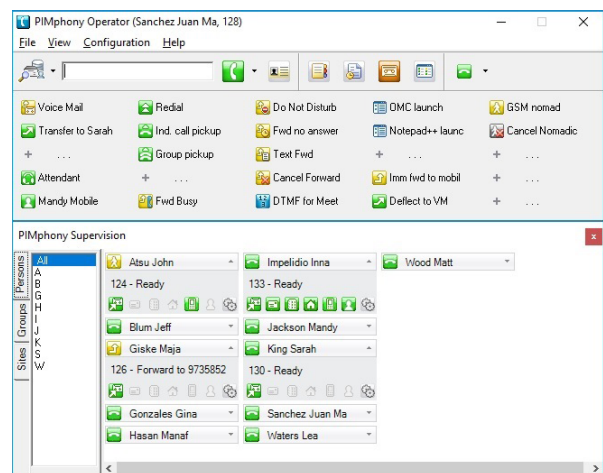 PIMphony Operator (Sanchez Juan Ma, 128)
File View Configuration Help
Voice Mail Redial Do Not Disturb OMC launch GSM nomad
Transfer to Sarah Ind. call pickup Fwd no answer Notepad++ launc Cancel Nomadic
+ ... Group pickup Text Fwd + ... + ...
Attendant + ... Cancel Forward Imm fwd to mobil + ...
Mandy Mobile Fwd Busy DTMF for Meet Deflect to VM + ...
PIMphony Supervision
Persons
Groups
Sites
All
A
B
G
H
I
J
K
S
W
Atsu John Impelidio Inna Wood Matt
124 - Ready 133 - Ready
Blum Jeff Jackson Mandy
Giske Maja King Sarah
126 - Forward to 9735852 130 - Ready
Gonzales Gina Sanchez Juan Ma
Hasan Manaf Waters Lea